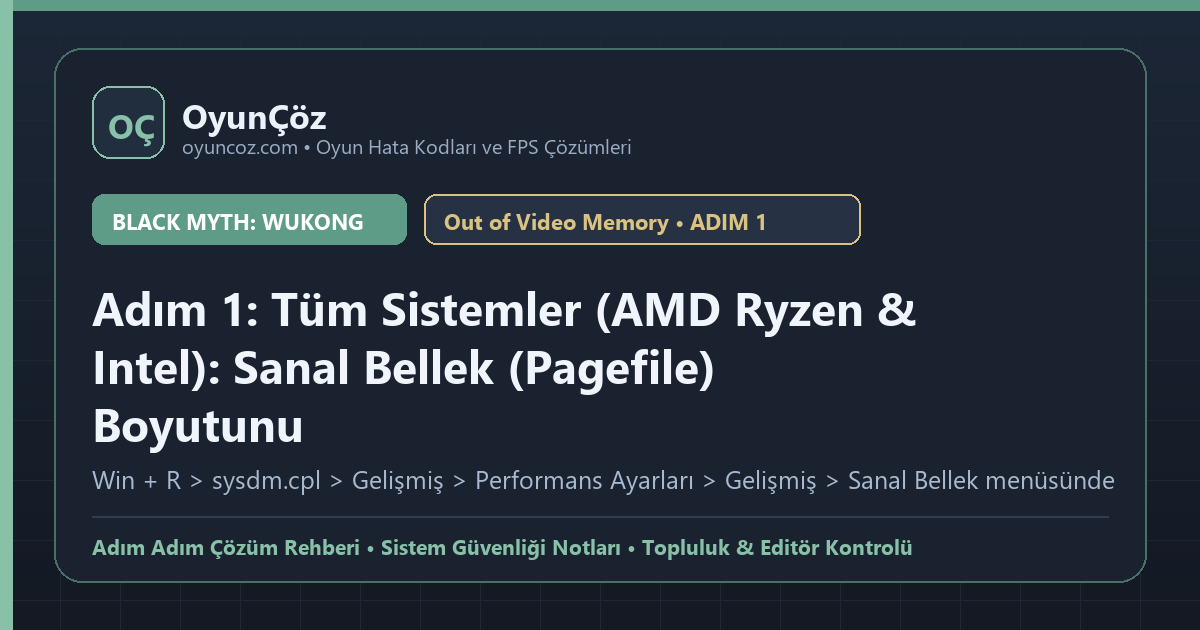 OÇ
OyunÇöz
oyuncoz.com • Oyun Hata Kodları ve FPS Çözümleri
BLACK MYTH: WUKONG
Out of Video Memory • ADIM 1
Adım 1: Tüm Sistemler (AMD Ryzen &
Intel): Sanal Bellek (Pagefile)
Boyutunu
Win + R > sysdm.cpl > Gelişmiş > Performans Ayarları > Gelişmiş > Sanal Bellek menüsünde
Adım Adım Çözüm Rehberi • Sistem Güvenliği Notları • Topluluk & Editör Kontrolü